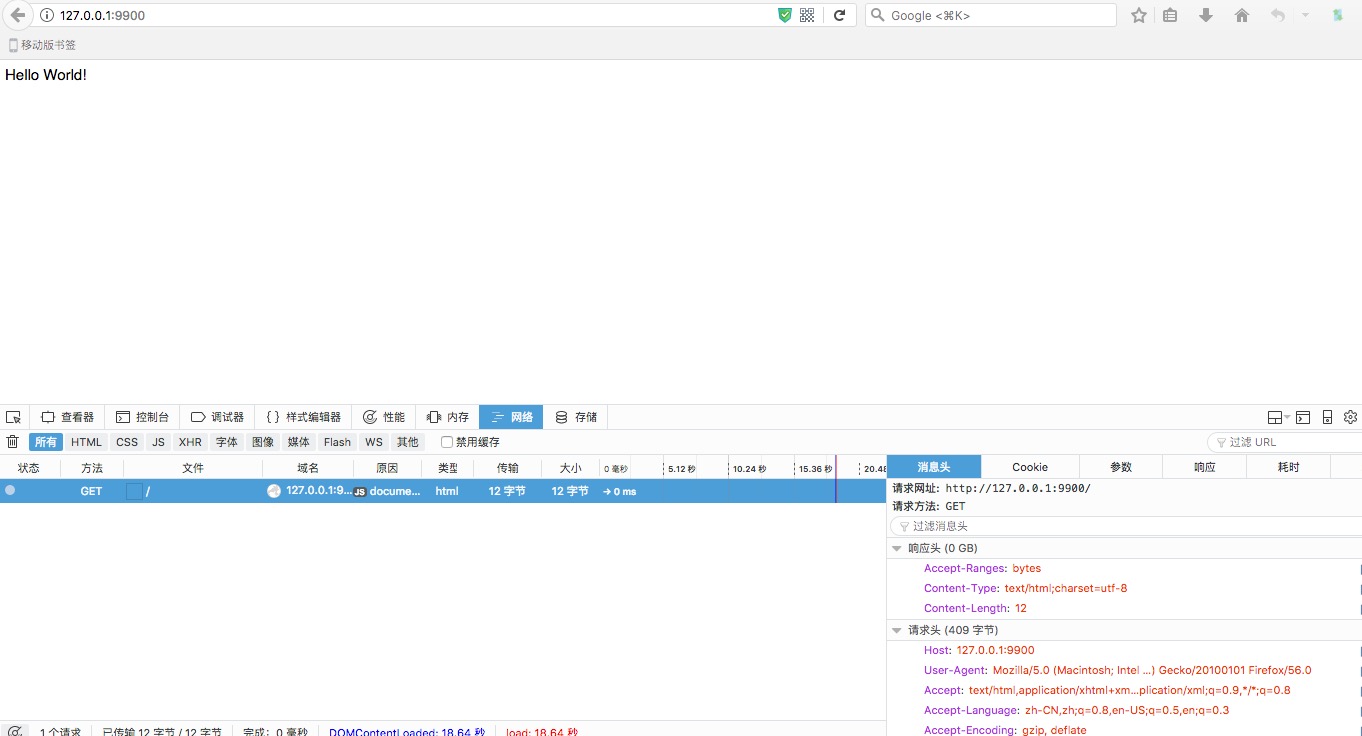 127.0.0.1:9900 Google <⌘K>
移动版书签
Hello World!
查看器 控制台 调试器 样式编辑器 性能 内存 网络 存储
所有 HTML CSS JS XHR 字体 图像 媒体 Flash WS 其他 禁用缓存 过滤 URL
状态 方法 文件 域名 原因 类型 传输 大小 0 毫秒 5.12 秒 10.24 秒 15.36 秒 20.48
GET / 127.0.0.1:9... JS docume... html 12 字节 12 字节 → 0 ms
消息头 Cookie 参数 响应 耗时
请求网址: http://127.0.0.1:9900/
请求方法: GET
过滤消息头
响应头 (0 GB)
Accept-Ranges: bytes
Content-Type: text/html;charset=utf-8
Content-Length: 12
请求头 (409 字节)
Host: 127.0.0.1:9900
User-Agent: Mozilla/5.0 (Macintosh; Intel ...) Gecko/20100101 Firefox/56.0
Accept: text/html,application/xhtml+xm...plication/xml;q=0.9,*/*;q=0.8
Accept-Language: zh-CN,zh;q=0.8,en-US;q=0.5,en;q=0.3
Accept-Encoding: gzip, deflate
1 个请求 已传输 12 字节 / 12 字节 完成: 0 毫秒 DOMContentLoaded: 18.64 秒 load: 18.64 秒